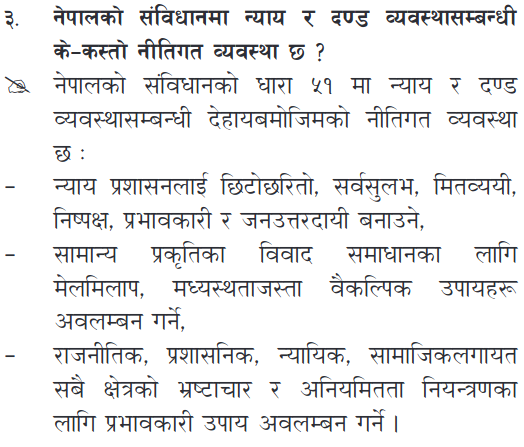 ३. नेपालको संविधानमा न्याय र दण्ड व्यवस्थासम्बन्धी
के-कस्तो नीतिगत व्यवस्था छ ?
नेपालको संविधानको धारा ५१ मा न्याय र दण्ड
व्यवस्थासम्बन्धी देहायबमोजिमको नीतिगत व्यवस्था
छ :
– न्याय प्रशासनलाई छिटोछरितो, सर्वसुलभ, मितव्ययी,
निष्पक्ष, प्रभावकारी र जनउत्तरदायी बनाउने,
– सामान्य प्रकृतिका विवाद समाधानका लागि
मेलमिलाप, मध्यस्थताजस्ता वैकल्पिक उपायहरू
अवलम्बन गर्ने,
– राजनीतिक, प्रशासनिक, न्यायिक, सामाजिकलगायत
सबै क्षेत्रको भ्रष्टाचार र अनियमितता नियन्त्रणका
लागि प्रभावकारी उपाय अवलम्बन गर्ने ।